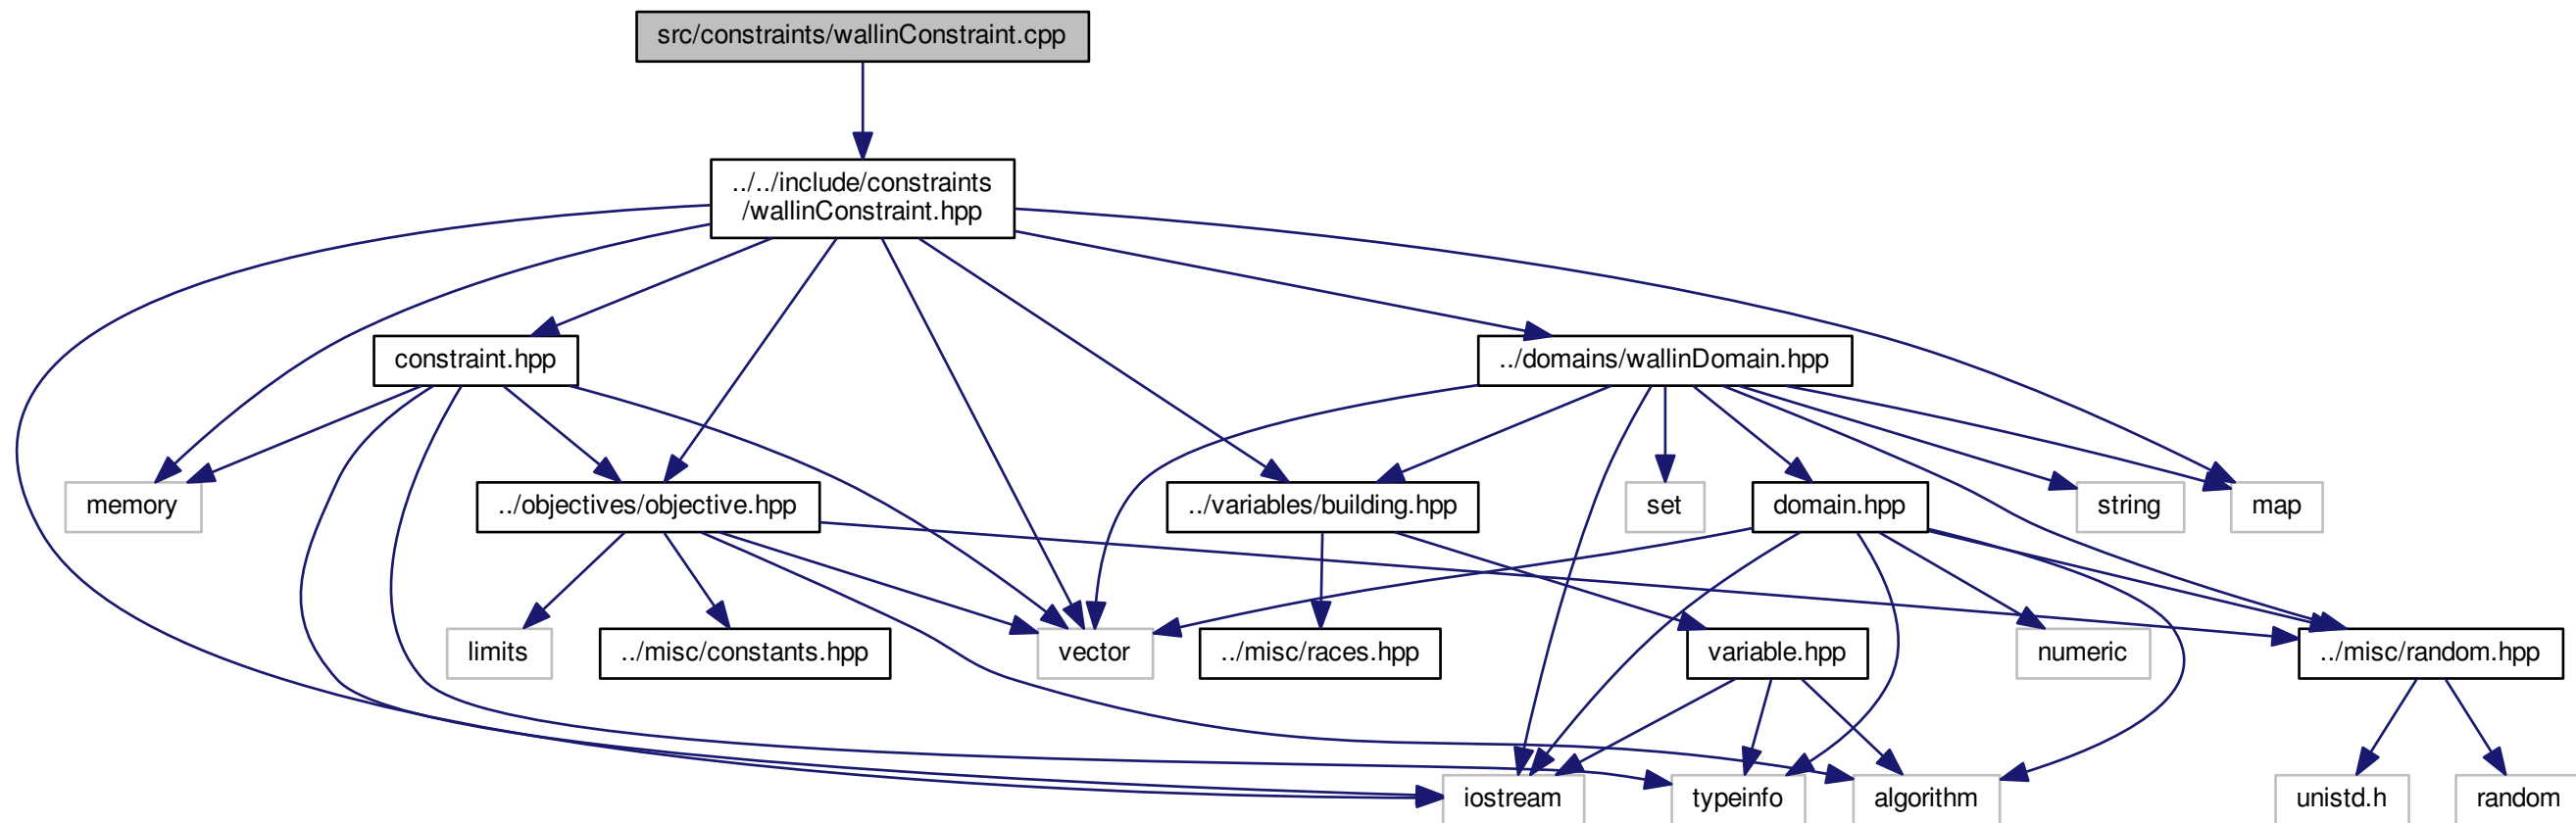 src/constraints/wallinConstraint.cpp
../../include/constraints
/wallinConstraint.hpp
constraint.hpp
../domains/wallinDomain.hpp
memory
../objectives/objective.hpp
../variables/building.hpp
set
domain.hpp
string
map
limits
../misc/constants.hpp
vector
../misc/races.hpp
variable.hpp
numeric
../misc/random.hpp
iostream
typeinfo
algorithm
unistd.h
random